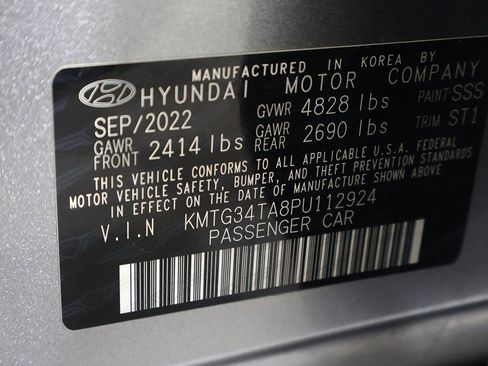 MANUFACTURED IN KOREA BY
HYUNDAI MOTOR COMPANY
SEP/2022 GVWR 4828 lbs PAINT:SSS
GAWR FRONT 2414 lbs GAWR REAR 2690 lbs TRIM ST1
THIS VEHICLE CONFORMS TO ALL APPLICABLE U.S.A. FEDERAL
MOTOR VEHICLE SAFETY, BUMPER, AND THEFT PREVENTION STANDARDS
IN EFFECT ON THE DATE OF MANUFACTURE SHOWN ABOVE.
V.I.N KMTG34TA8PU112924
PASSENGER CAR